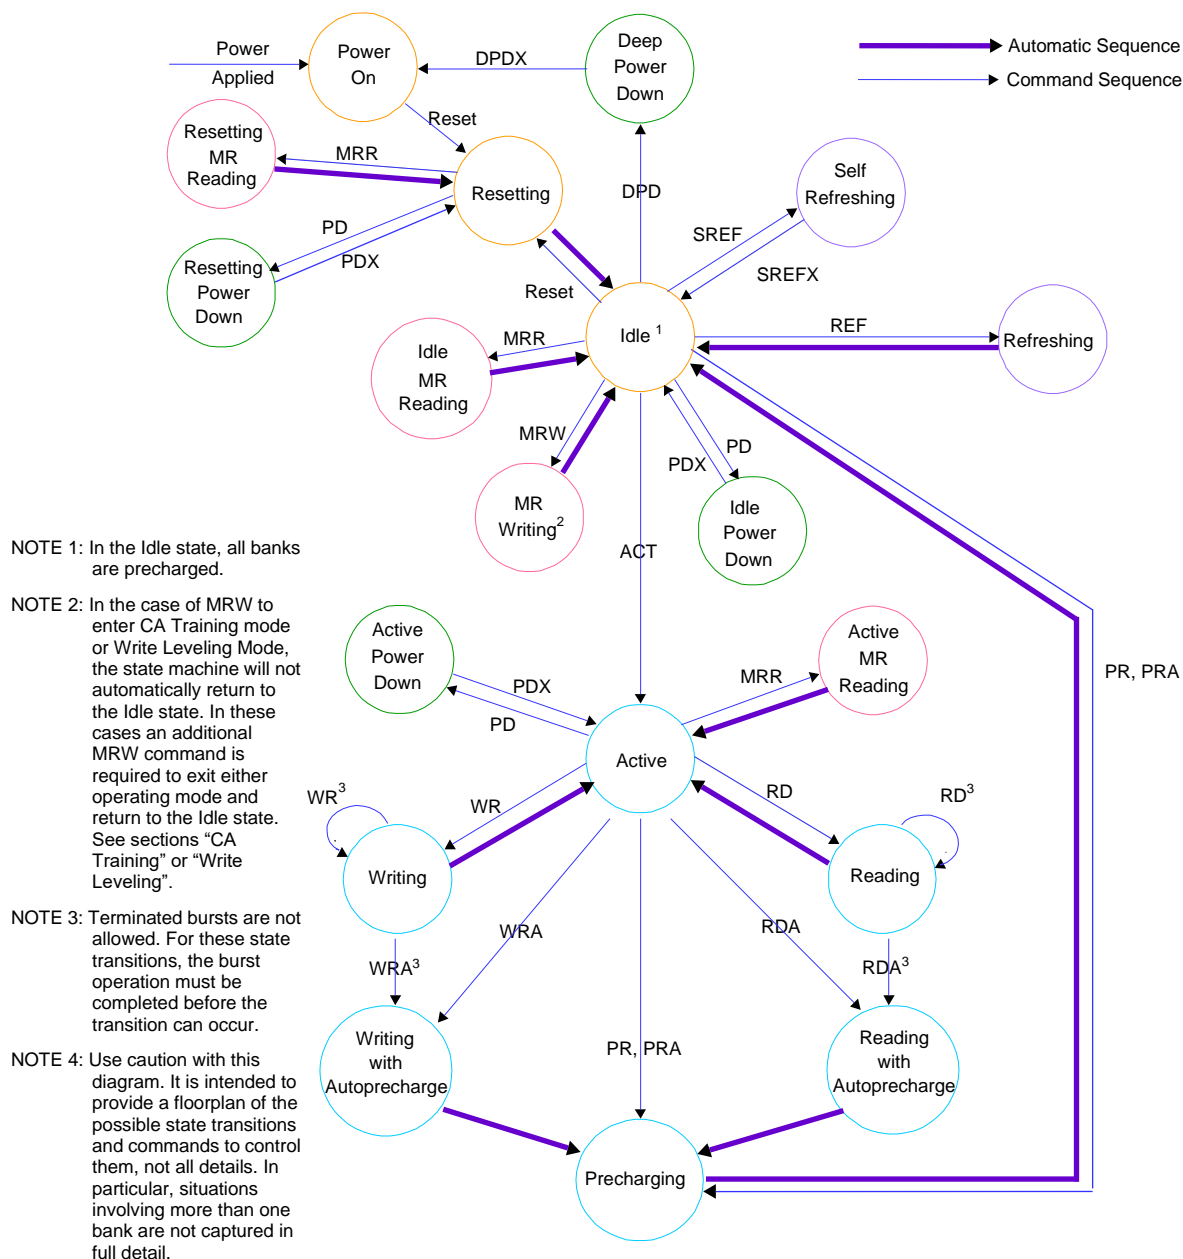 Power
Applied
Power
On
DPDX
Deep
Power
Down
Automatic Sequence
Command Sequence
Reset
Resetting
MR
Reading
MRR
Resetting
DPD
Self
Refreshing
PD
PDX
SREF
SREFX
Resetting
Power
Down
Reset
Idle 1
REF
Refreshing
MRR
Idle
MR
Reading
MRW
PD
PDX
MR
Writing2
Idle
Power
Down
ACT
NOTE 1: In the Idle state, all banks
are precharged.
NOTE 2: In the case of MRW to
enter CA Training mode
or Write Leveling Mode,
the state machine will not
automatically return to
the Idle state. In these
cases an additional
MRW command is
required to exit either
operating mode and
return to the Idle state.
See sections “CA
Training” or “Write
Leveling”.
NOTE 3: Terminated bursts are not
allowed. For these state
transitions, the burst
operation must be
completed before the
transition can occur.
NOTE 4: Use caution with this
diagram. It is intended to
provide a floorplan of the
possible state transitions
and commands to control
them, not all details. In
particular, situations
involving more than one
bank are not captured in
full detail.
Active
Power
Down
PDX
PD
MRR
Active
MR
Reading
PR, PRA
Active
WR3
WR
RD
RD3
Writing
Reading
WRA3
WRA
RDA
RDA3
Writing
with
Autoprecharge
PR, PRA
Reading
with
Autoprecharge
Precharging